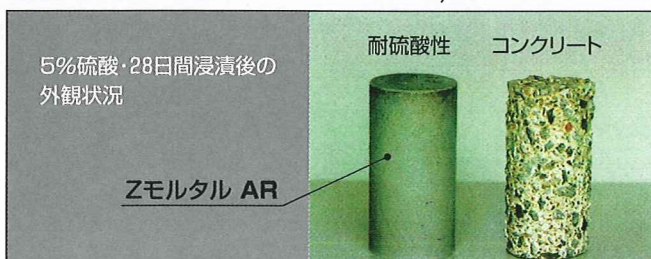 5%硫酸・28日間浸漬後の
外観状況
耐硫酸性
コンクリート
Zモルタル AR